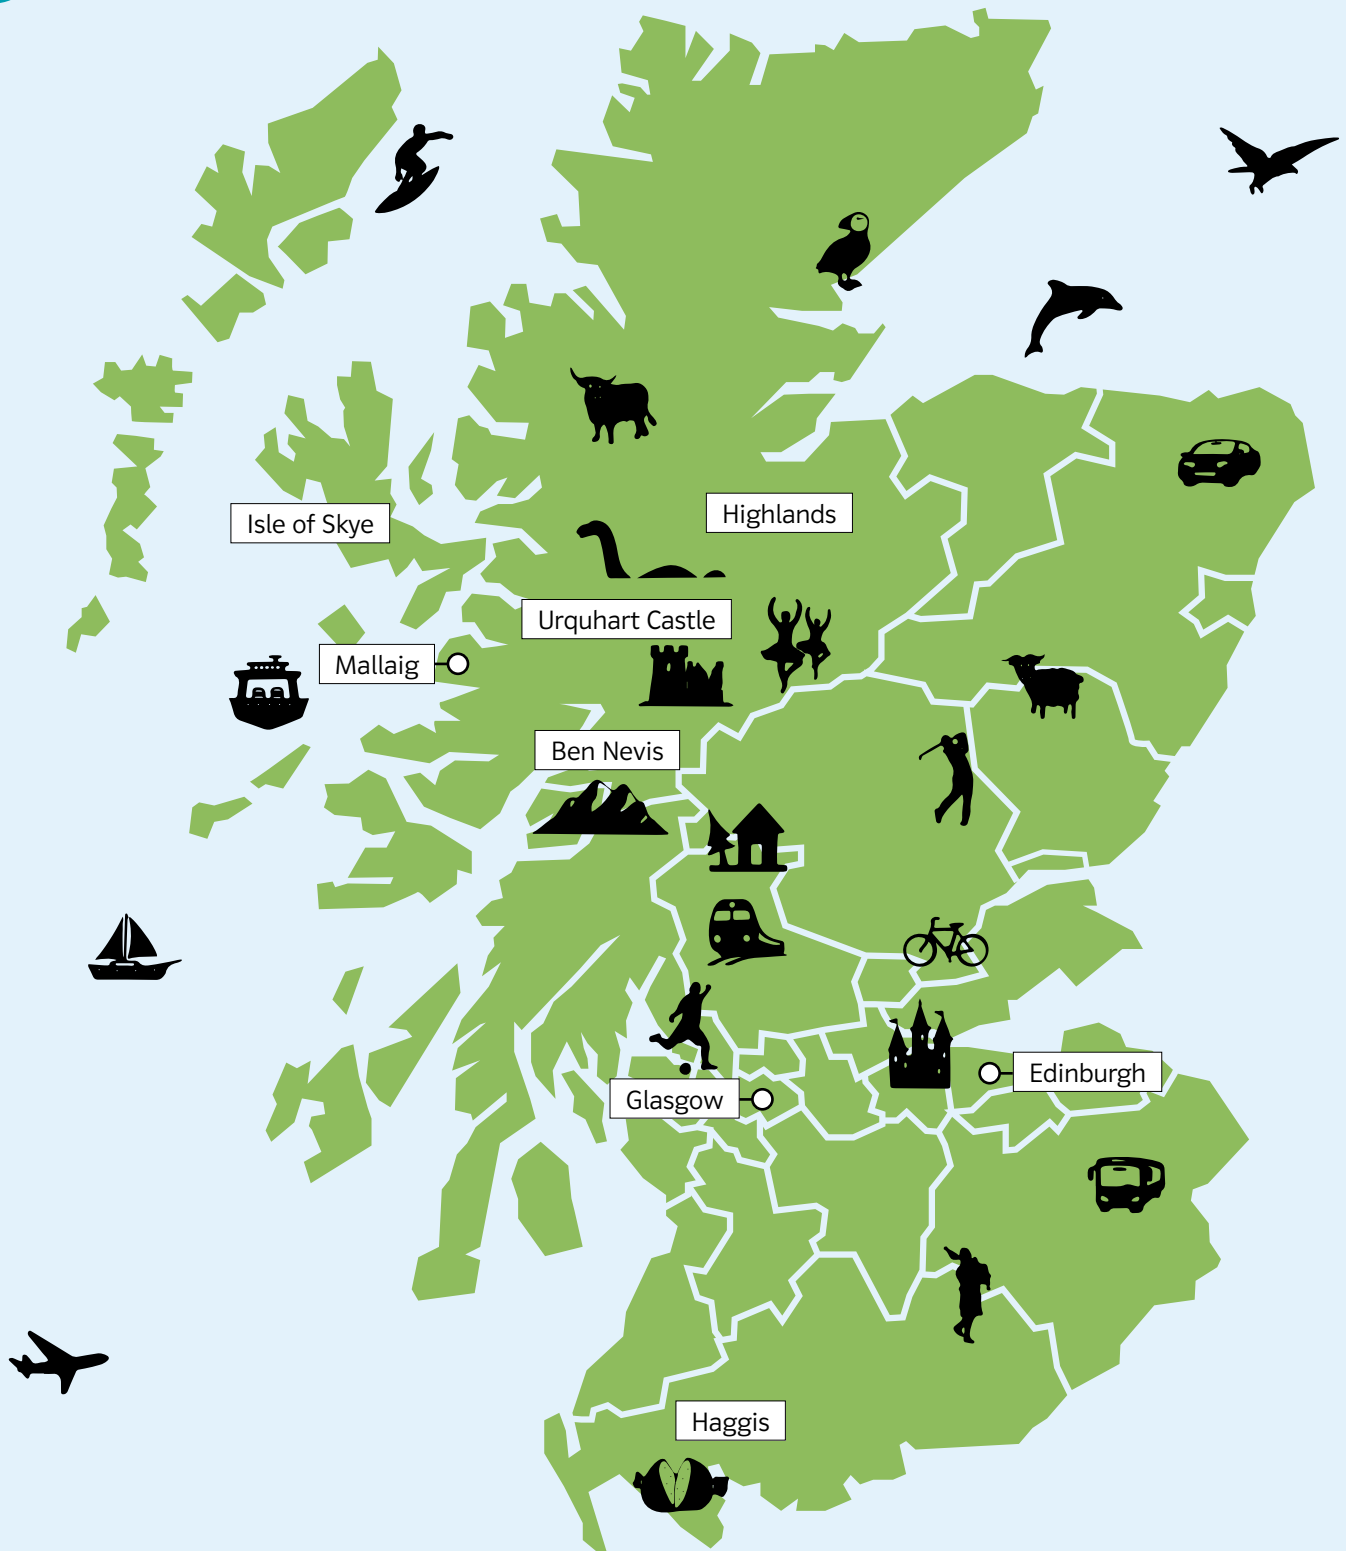 Highlands
Isle of Skye
Urquhart Castle
Mallaig
Ben Nevis
Edinburgh
Glasgow
Haggis